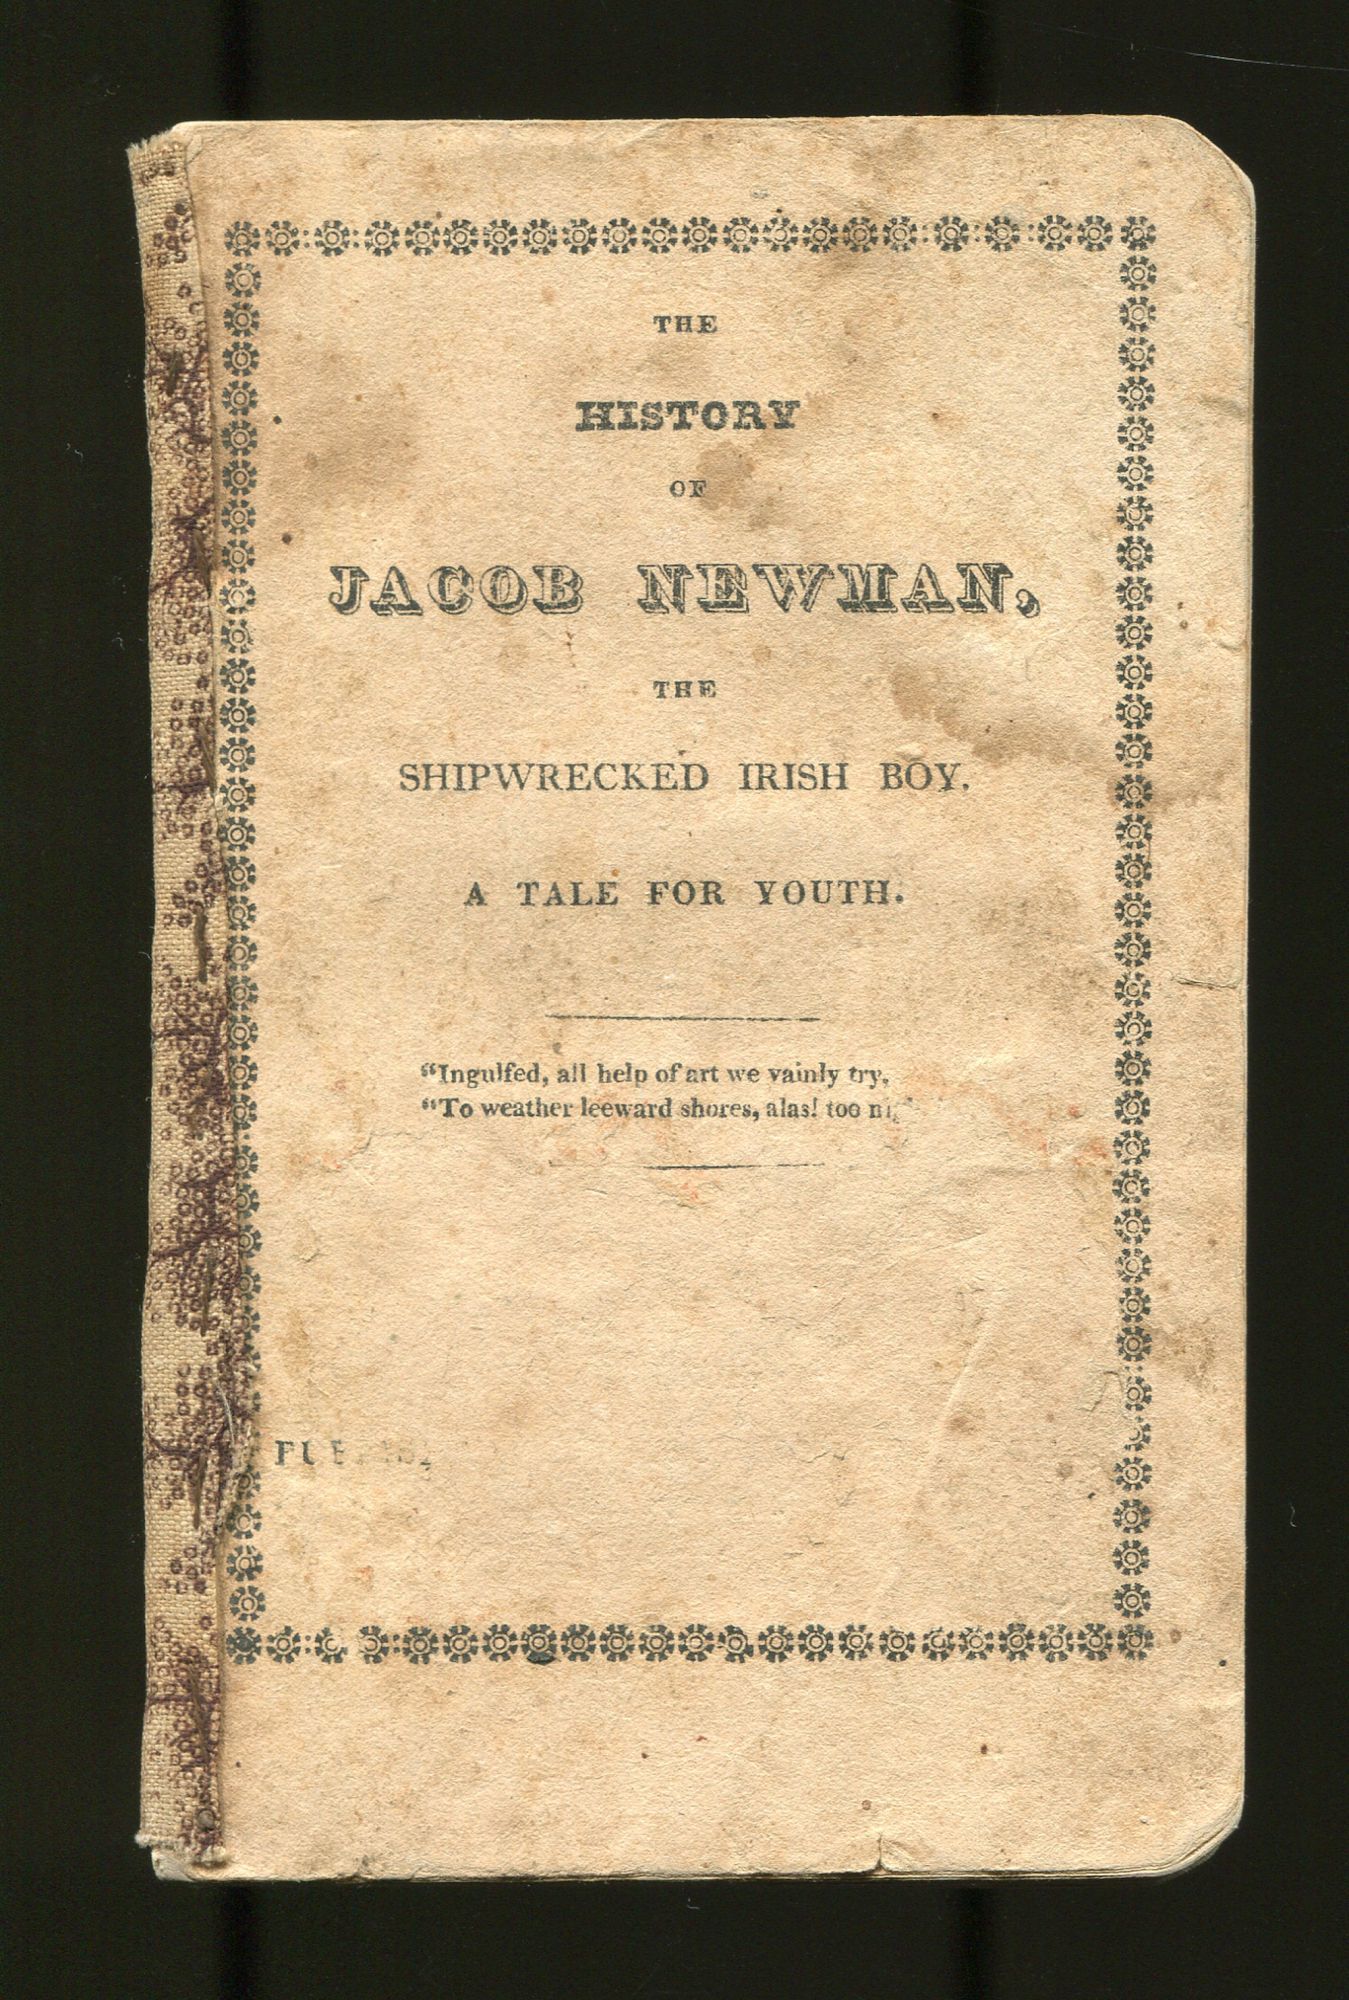 THE
HISTORY
OF
JACOB NEWMAN,
THE
SHIPWRECKED IRISH BOY.
A TALE FOR YOUTH.
“Ingulfed, all help of art we vainly try,
“To weather leeward shores, alas! too